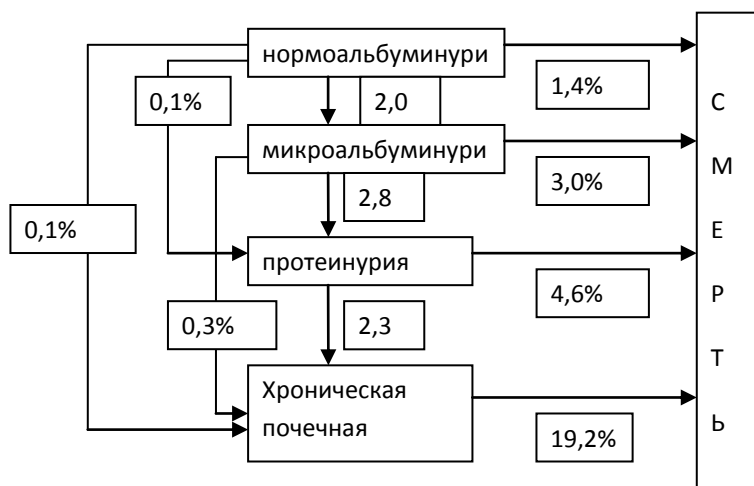 нормоальбуминури
0,1%
2,0
1,4%
микроальбуминури
2,8
3,0%
0,1%
протеинурия
0,3%
2,3
4,6%
Хроническая
почечная
19,2%
С
М
Е
Р
Т
Ь